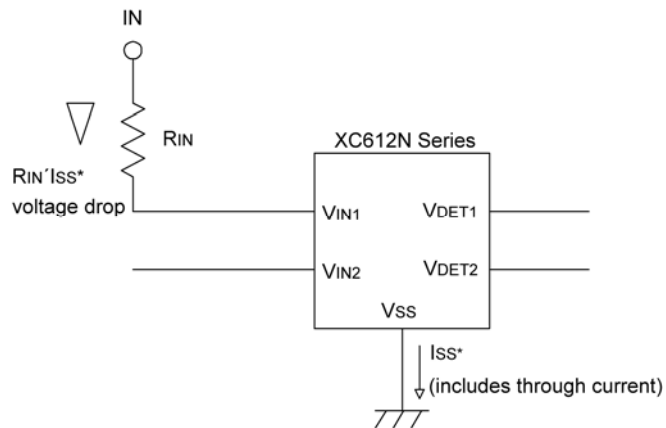 IN
RIN
XC612N Series
RIN´ISS*
voltage drop
VIN1
VDET1
VIN2
VDET2
VSS
ISS*
(includes through current)